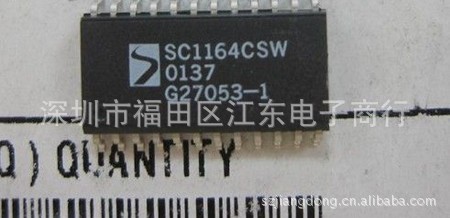 SC1164CSW
0137
G27053-1
深圳市福田区江东电子商行
Q) QUANTITY
szjiangdong.cn.alibaba.com